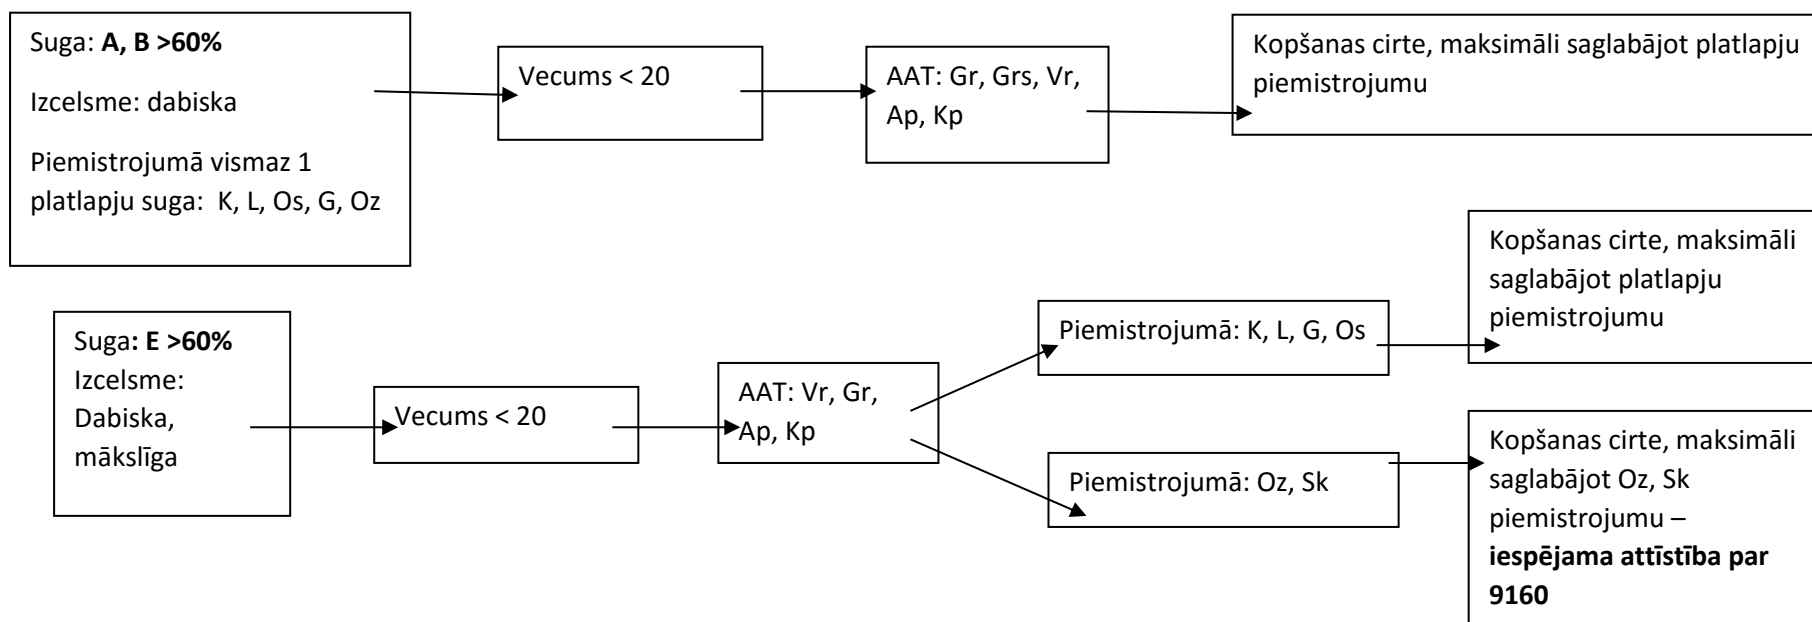 Suga: A, B >60%
Izcelsme: dabiska
Piemistrojumā vismaz 1
platlapju suga: K, L, Os, G, Oz
Vecums < 20
AAT: Gr, Grs, Vr,
Ap, Kp
Kopšanas cirte, maksimāli saglabājot platlapju
piemistrojumu
Suga: E >60%
Izcelsme:
Dabiska,
mākslīga
Vecums < 20
AAT: Vr, Gr,
Ap, Kp
Piemistrojumā: K, L, G, Os
Kopšanas cirte, maksimāli
saglabājot platlapju
piemistrojumu
Piemistrojumā: Oz, Sk
Kopšanas cirte, maksimāli
saglabājot Oz, Sk
piemistrojumu –
iespējama attīstība par
9160